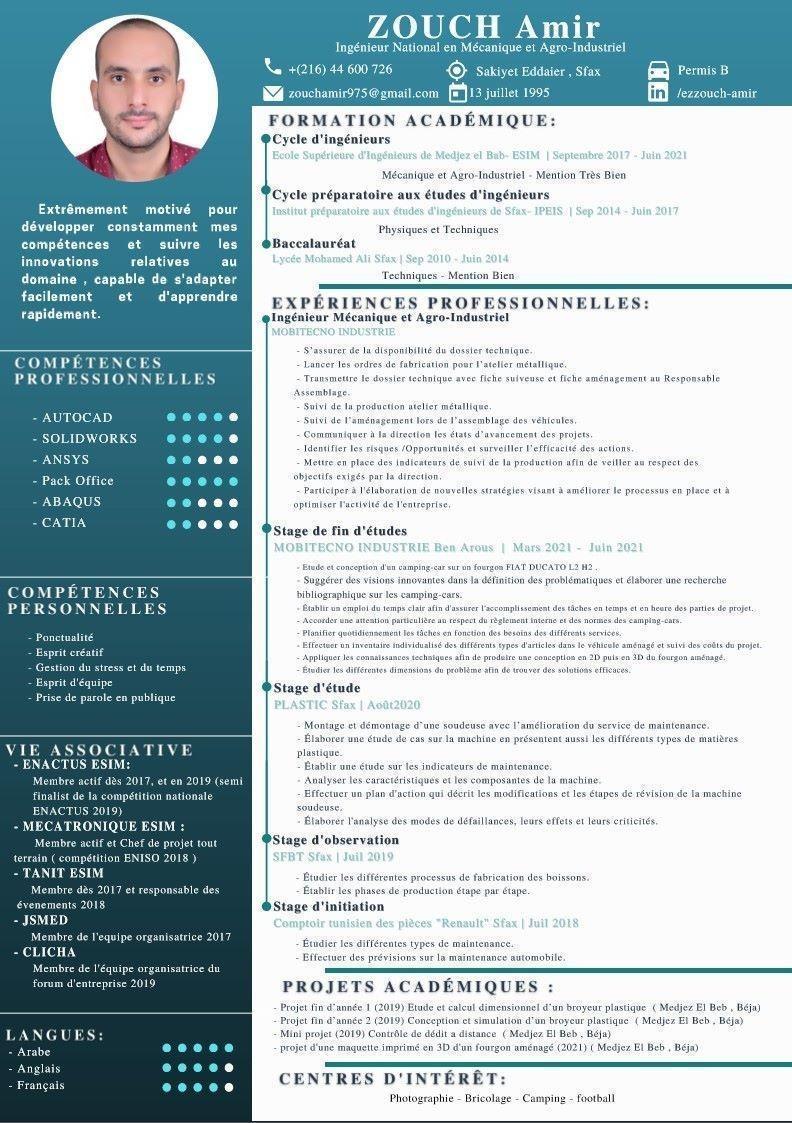 ZOUCH Amir
Ingénieur National en Mécanique et Agro-Industriel
+(216) 44 600 726
Sakiyet Eddaier , Sfax
Permis B
zouchamir975@gmail.com
13 juillet 1995
in /ezzouch-amir
Extrêmement motivé pour
développer constamment mes
compétences et suivre les
innovations relatives au
domaine , capable de s'adapter
facilement et d'apprendre
rapidement.
COMPÉTENCES
PROFESSIONNELLES
- AUTOCAD
- SOLIDWORKS
- ANSYS
- Pack Office
- ABAQUS
- CATIA
COMPÉTENCES
PERSONNELLES
- Ponctualité
- Esprit créatif
- Gestion du stress et du temps
- Esprit d'équipe
- Prise de parole en publique
VIE ASSOCIATIVE
- ENACTUS ESIM:
Membre actif dès 2017, et en 2019 (semi
finalist de la compétition nationale
ENACTUS 2019)
- MECATRONIQUE ESIM :
Membre actif et Chef de projet tout
terrain ( compétition ENISO 2018 )
- TANIT ESIM
Membre dès 2017 et responsable des
évenements 2018
- JSMED
Membre de l'equipe organisatrice 2017
- CLICHA
Membre de l'équipe organisatrice du
forum d'entreprise 2019
LANGUES:
- Arabe
- Anglais
- Français
FORMATION ACADÉMIQUE:
Cycle d'ingénieurs
Ecole Supérieure d'Ingénieurs de Medjez el Bab- ESIM | Septembre 2017 - Juin 2021
Mécanique et Agro-Industriel - Mention Très Bien
Cycle préparatoire aux études d'ingénieurs
Institut préparatoire aux études d'ingénieurs de Sfax- IPEIS | Sep 2014 - Juin 2017
Physiques et Techniques
Baccalauréat
Lycée Mohamed Ali Sfax | Sep 2010 - Juin 2014
Techniques - Mention Bien
EXPÉRIENCES PROFESSIONNELLES:
Ingénieur Mécanique et Agro-Industriel
MOBITECNO INDUSTRIE
- S’assurer de la disponibilité du dossier technique.
- Lancer les ordres de fabrication pour l’atelier métallique.
- Transmettre le dossier technique avec fiche suiveuse et fiche aménagement au Responsable
Assemblage.
- Suivi de la production atelier métallique.
- Suivi de l’aménagement lors de l’assemblage des véhicules.
- Communiquer à la direction les états d’avancement des projets.
- Identifier les risques /Opportunités et surveiller l’efficacité des actions.
- Mettre en place des indicateurs de suivi de la production afin de veiller au respect des
objectifs exigés par la direction.
- Participer à l'élaboration de nouvelles stratégies visant à améliorer le processus en place et à
optimiser l'activité de l'entreprise.
Stage de fin d'études
MOBITECNO INDUSTRIE Ben Arous | Mars 2021 - Juin 2021
- Etude et conception d'un camping-car sur un fourgon FIAT DUCATO L2 H2 .
- Suggérer des visions innovantes dans la définition des problématiques et élaborer une recherche
bibliographique sur les camping-cars.
- Établir un emploi du temps clair afin d'assurer l'accomplissement des tâches en temps et en heure des parties de projet.
- Accorder une attention particulière au respect du règlement interne et des normes des camping-cars.
- Planifier quotidiennement les tâches en fonction des besoins des différents services.
- Effectuer un inventaire individualisé des différents types d'articles dans le véhicule aménagé et suivi des coûts du projet.
- Appliquer les connaissances techniques afin de produire une conception en 2D puis en 3D du fourgon aménagé.
- Étudier les différentes dimensions du problème afin de trouver des solutions efficaces.
Stage d'étude
PLASTIC Sfax | Août2020
- Montage et démontage d’une soudeuse avec l’amélioration du service de maintenance.
- Élaborer une étude de cas sur la machine en présentent aussi les différents types de matières
plastique.
- Établir une étude sur les indicateurs de maintenance.
- Analyser les caractéristiques et les composantes de la machine.
- Effectuer un plan d'action qui décrit les modifications et les étapes de révision de la machine
soudeuse.
- Élaborer l'analyse des modes de défaillances, leurs effets et leurs criticités.
Stage d'observation
SFBT Sfax | Juil 2019
- Étudier les différentes processus de fabrication des boissons.
- Établir les phases de production étape par étape.
Stage d'initiation
Comptoir tunisien des pièces "Renault" Sfax | Juil 2018
- Étudier les différentes types de maintenance.
- Effectuer des prévisions sur la maintenance automobile.
PROJETS ACADÉMIQUES :
- Projet fin d’année 1 (2019) Etude et calcul dimensionnel d’un broyeur plastique ( Medjez El Beb , Béja)
- Projet fin d’année 2 (2019) Conception et simulation d’un broyeur plastique ( Medjez El Beb , Béja)
- Mini projet (2019) Contrôle de dédit a distance ( Medjez El Beb , Béja)
- projet d'une maquette imprimé en 3D d'un fourgon aménagé (2021) ( Medjez El Beb , Béja)
CENTRES D'INTÉRÊT:
Photographie - Bricolage - Camping - football